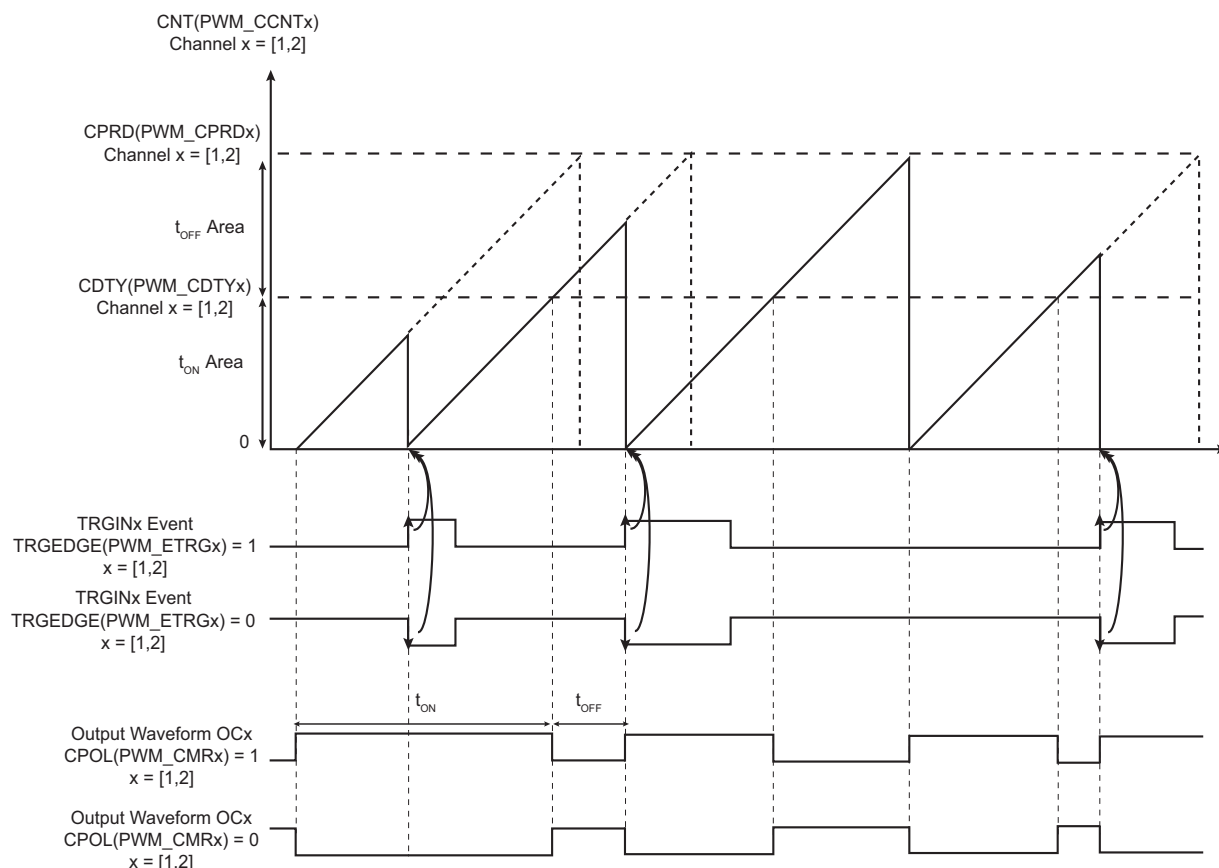 CNT(PWM_CCNTx)
Channel x = [1,2]
CPRD(PWM_CPRDx)
Channel x = [1,2]
tOFF Area
CDTY(PWM_CDTYx)
Channel x = [1,2]
tON Area
0
TRGINx Event
TRGEDGE(PWM_ETRGx) = 1
x = [1,2]
TRGINx Event
TRGEDGE(PWM_ETRGx) = 0
x = [1,2]
tON
tOFF
Output Waveform OCx
CPOL(PWM_CMRx) = 1
x = [1,2]
Output Waveform OCx
CPOL(PWM_CMRx) = 0
x = [1,2]